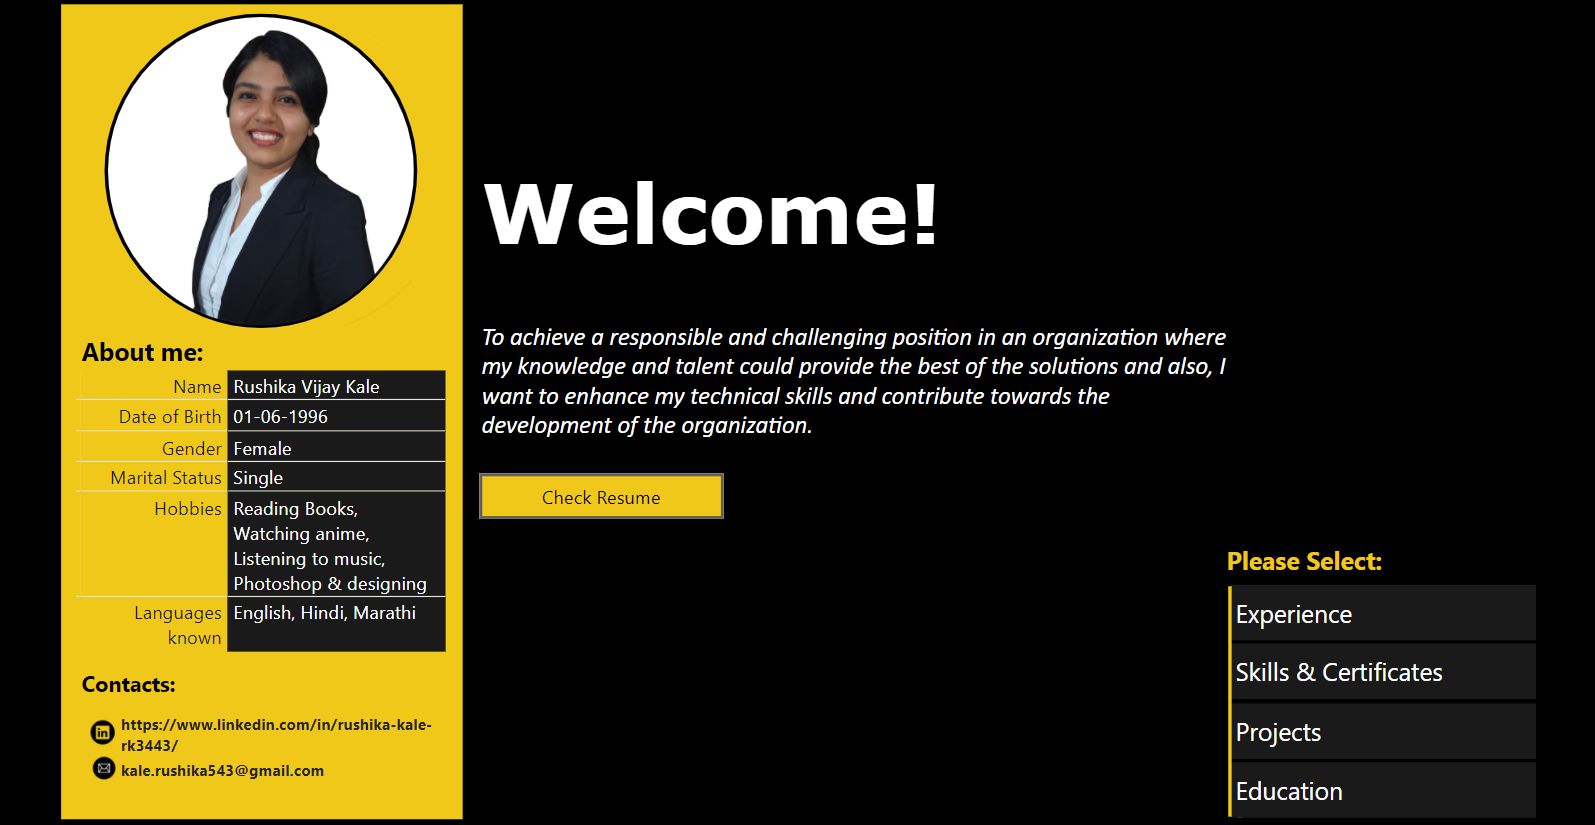 About me:
Name Rushika Vijay Kale
Date of Birth 01-06-1996
Gender Female
Marital Status Single
Hobbies Reading Books,
Watching anime,
Listening to music,
Photoshop & designing
Languages English, Hindi, Marathi
known
Contacts:
in https://www.linkedin.com/in/rushika-kale-
rk3443/
kale.rushika543@gmail.com
Welcome!
To achieve a responsible and challenging position in an organization where
my knowledge and talent could provide the best of the solutions and also, I
want to enhance my technical skills and contribute towards the
development of the organization.
Check Resume
Please Select:
Experience
Skills & Certificates
Projects
Education